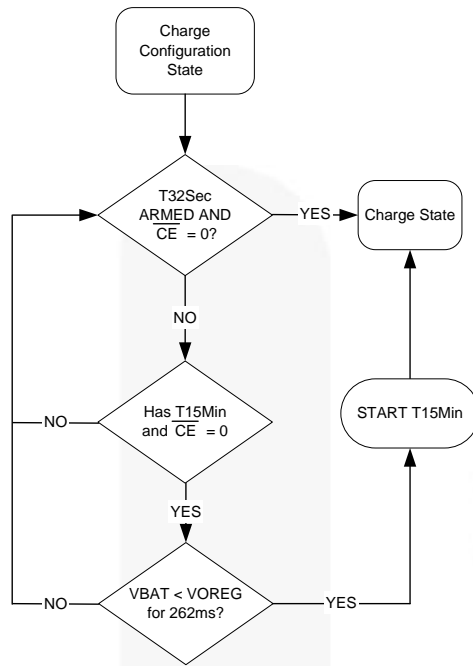 Charge
Configuration
State
T32Sec
ARMED AND
CE = 0?
YES
Charge State
NO
Has T15Min
and CE = 0
NO
START T15Min
YES
VBAT < VOREG
for 262ms?
NO
YES